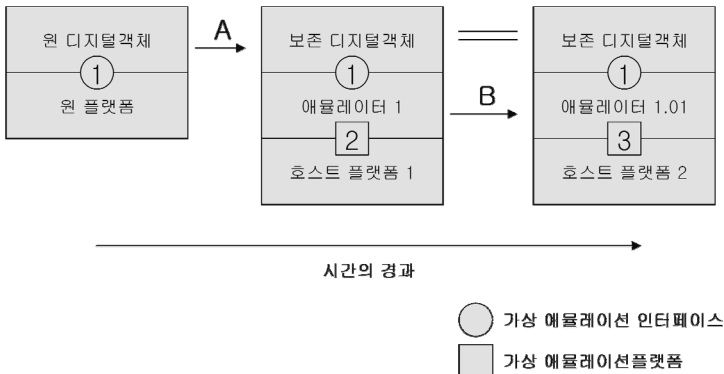 원 디지털객체
1
원 플랫폼
A
보존 디지털객체
1
애뮬레이터 1
2
호스트 플랫폼 1
B
보존 디지털객체
1
애뮬레이터 1.01
3
호스트 플랫폼 2
시간의 경과
가상 애뮬레이션 인터페이스
가상 애뮬레이션플랫폼